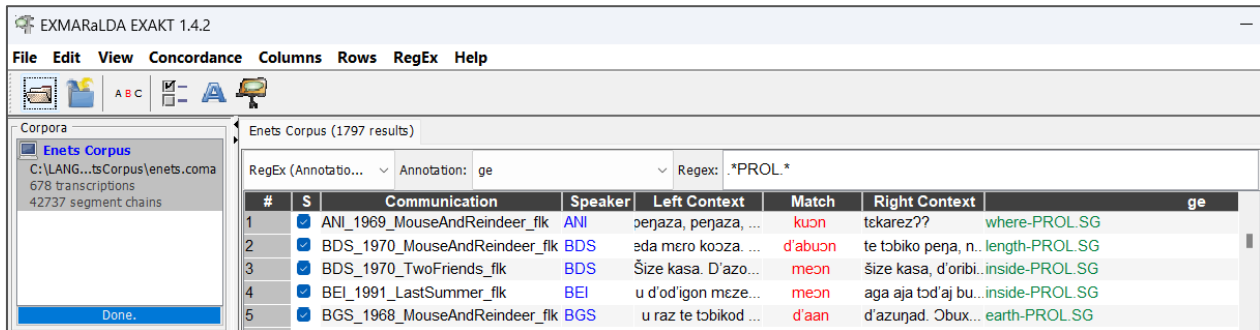 EXMARaLDA EXAKT 1.4.2
File Edit View Concordance Columns Rows RegEx Help
A B C
Corpora
Enets Corpus
C:\LANG...tsCorpus\enets.coma
678 transcriptions
42737 segment chains
Done.
Enets Corpus (1797 results)
RegEx (Annotatio... Annotation: ge Regex: .*PROL.*
# S Communication Speaker Left Context Match Right Context ge
1 ANI_1969_MouseAndReindeer_flk ANI peŋaza, peŋaza, ... kuɔn tɛkarez?? where-PROL.SG
2 BDS_1970_MouseAndReindeer_flk BDS eda mɛro kɔɔza. ... d'abuɔn te tɔbiko peŋa, n.. length-PROL.SG
3 BDS_1970_TwoFriends_flk BDS Šize kasa. D'azo... meɔn šize kasa, d'oribi.. inside-PROL.SG
4 BEI_1991_LastSummer_flk BEI u d'od'igon mɛze... meɔn aga aja tɔd'aj bu... inside-PROL.SG
5 BGS_1968_MouseAndReindeer_flk BGS u raz te tɔbikod d'aan d'azuŋad. Ɔbux... earth-PROL.SG